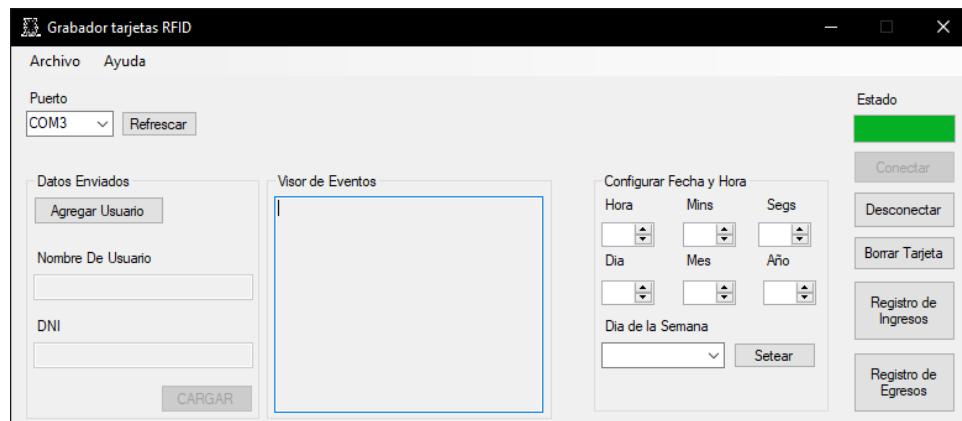 Grabador tarjetas RFID
Archivo Ayuda
Puerto
COM3 Refrescar
Estado
Conectar
Datos Enviados
Agregar Usuario
Nombre De Usuario
DNI
CARGAR
Visor de Eventos
Configurar Fecha y Hora
Hora Mins Segs
Dia Mes Año
Dia de la Semana
Setear
Desconectar
Borrar Tarjeta
Registro de
Ingresos
Registro de
Egresos